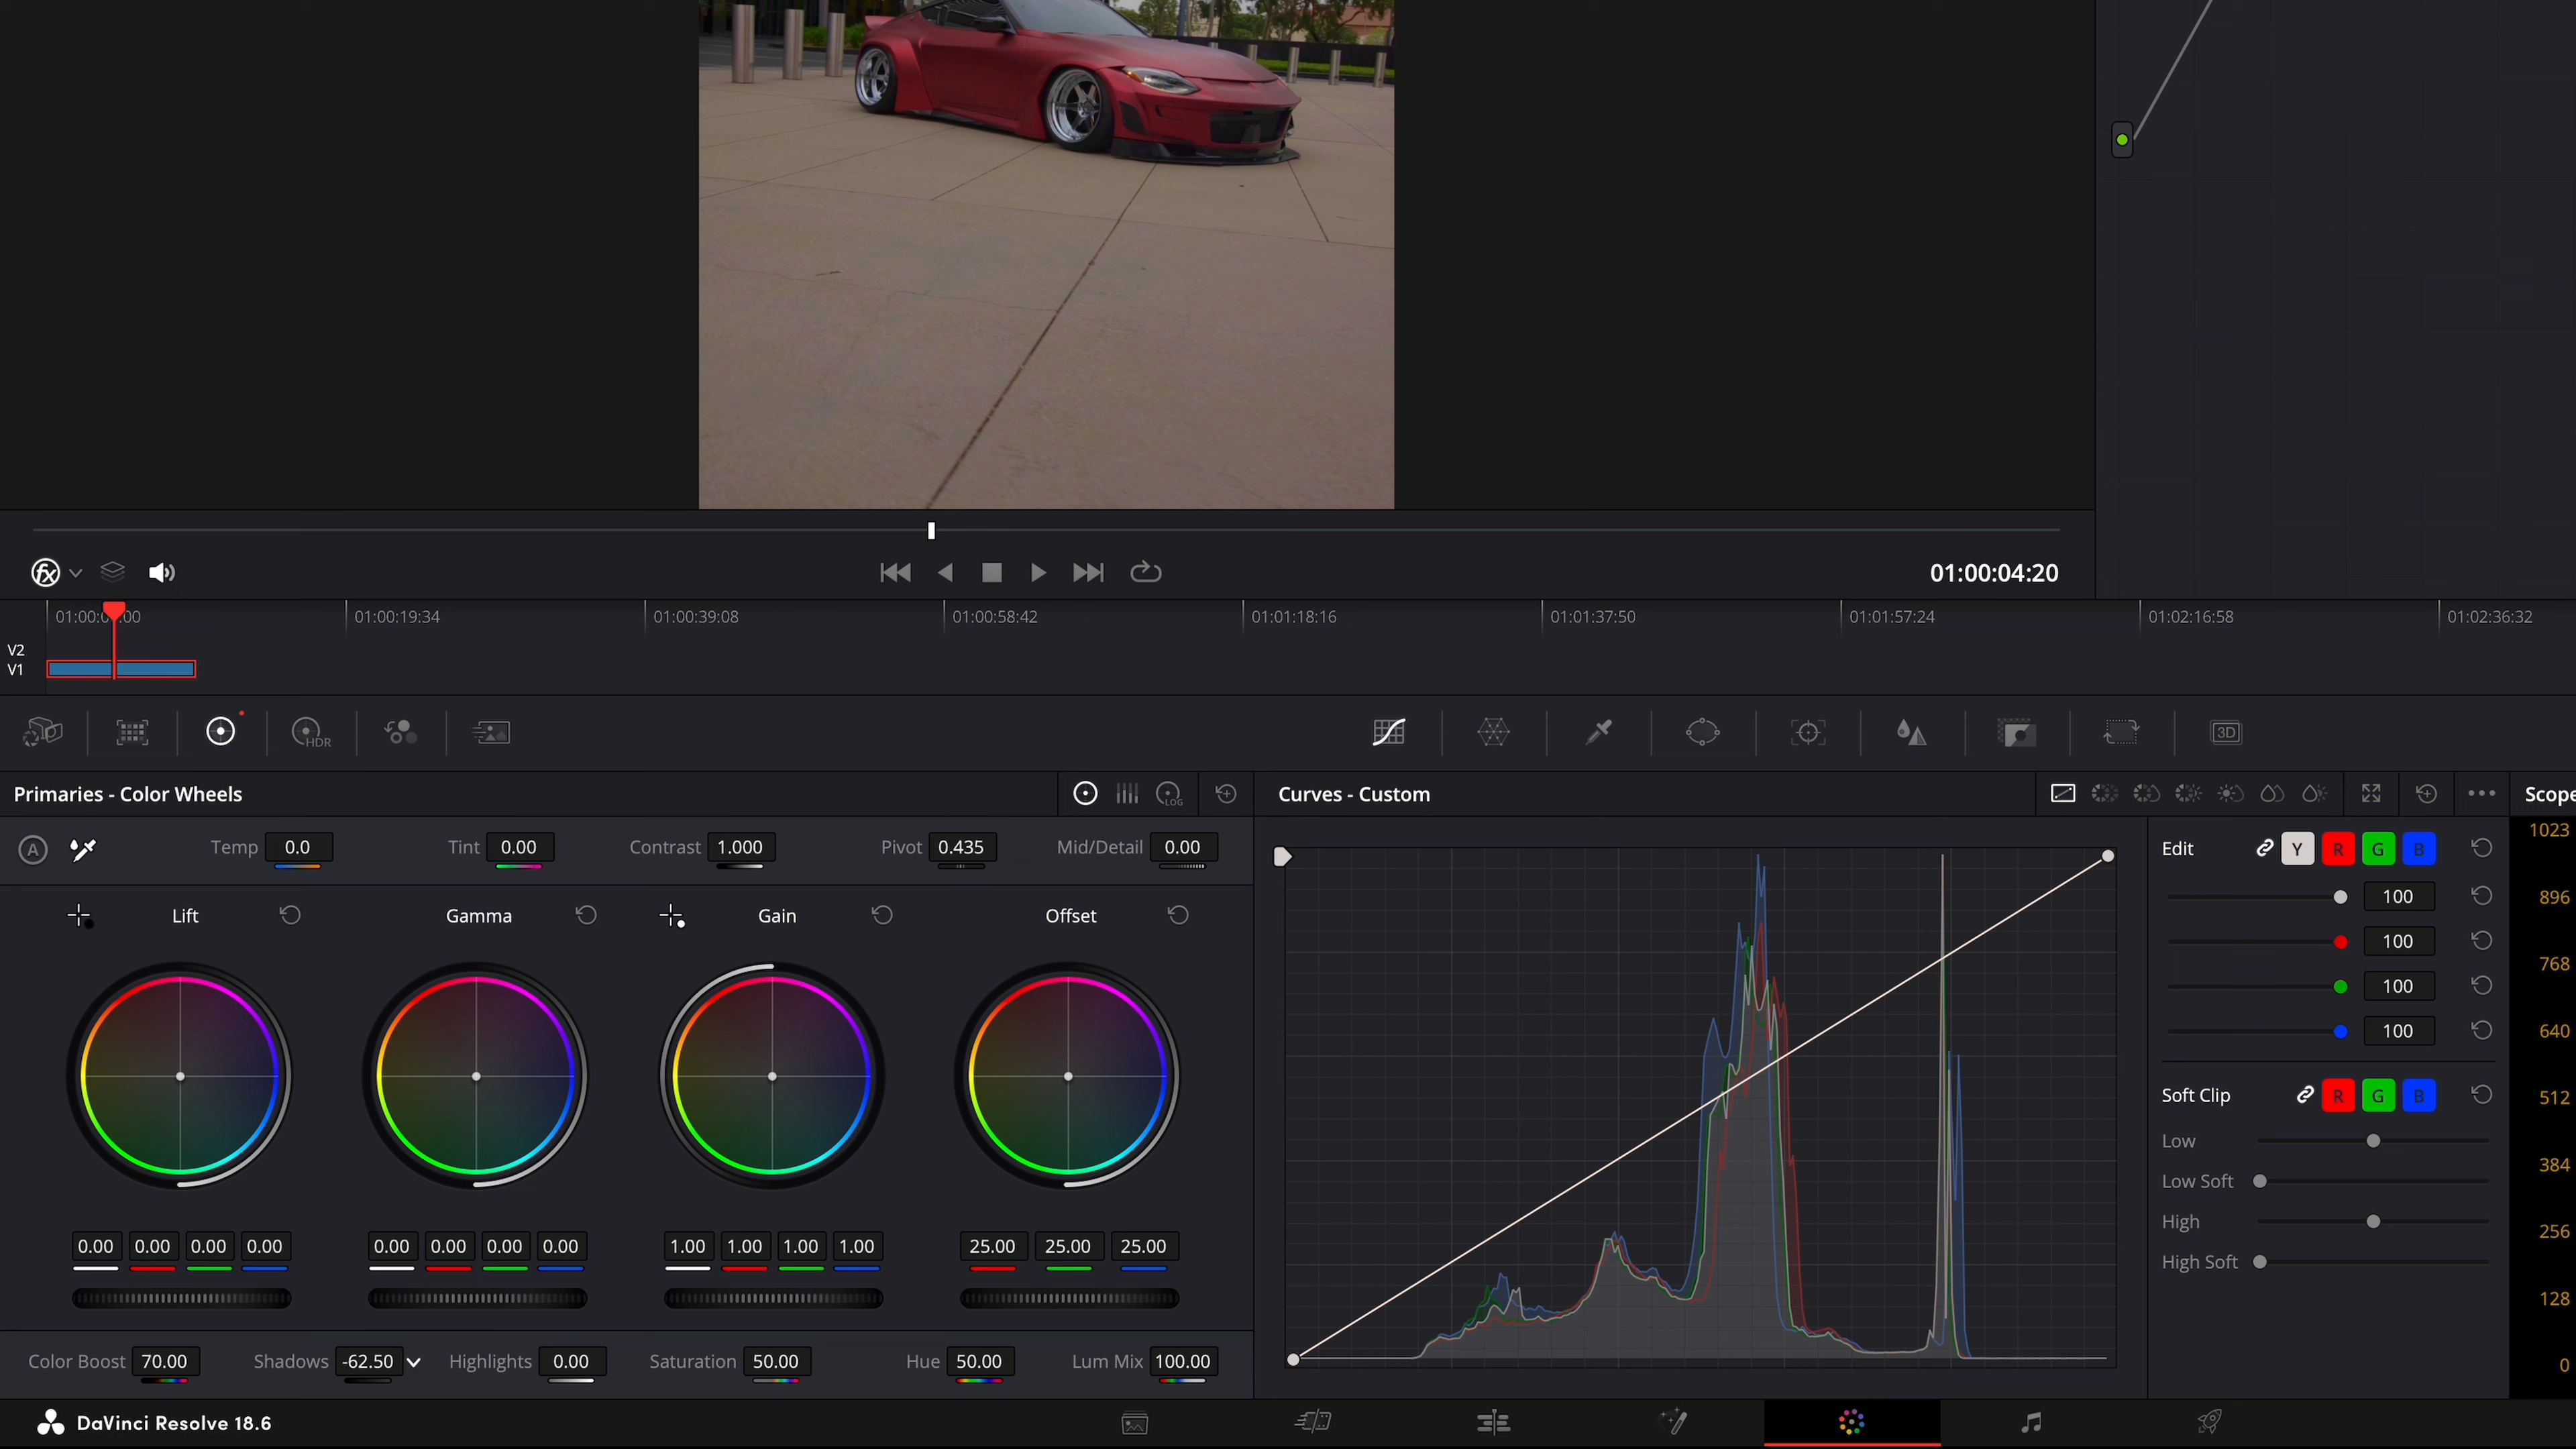 fx
01:00:04:20
01:00:19:34
01:00:39:08
01:00:58:42
01:01:18:16
01:01:37:50
01:01:57:24
01:02:16:58
01:02:36:32
V2
V1
HDR
3D
Primaries - Color Wheels
LOG
Curves - Custom
Scope
A
Temp 0.0
Tint 0.00
Contrast 1.000
Pivot 0.435
Mid/Detail 0.00
Lift
Gamma
Gain
Offset
0.00 0.00 0.00 0.00
0.00 0.00 0.00 0.00
1.00 1.00 1.00 1.00
25.00 25.00 25.00
Color Boost 70.00
Shadows -62.50
Highlights 0.00
Saturation 50.00
Hue 50.00
Lum Mix 100.00
Edit Y R G B
100
100
100
100
Soft Clip R G B
Low
Low Soft
High
High Soft
1023
896
768
640
512
384
256
128
0
DaVinci Resolve 18.6